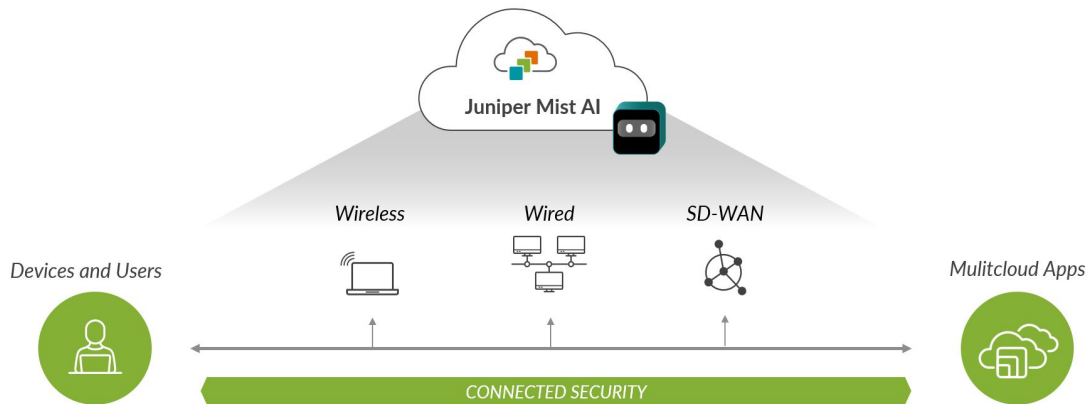 Juniper Mist AI
Wireless
Wired
SD-WAN
Devices and Users
Mulitcloud Apps
CONNECTED SECURITY